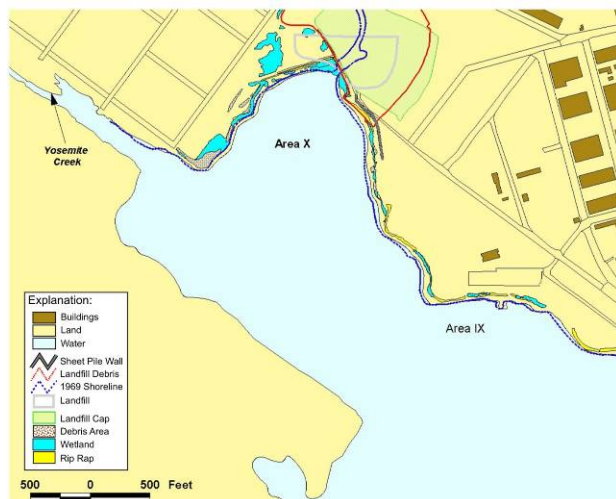 Area X
Yosemite
Creek
Area IX
Explanation:
Buildings
Land
Water
Sheet Pile Wall
Landfill Debris
1969 Shoreline
Landfill
Landfill Cap
Debris Area
Wetland
Rip Rap
500 0 500 Feet